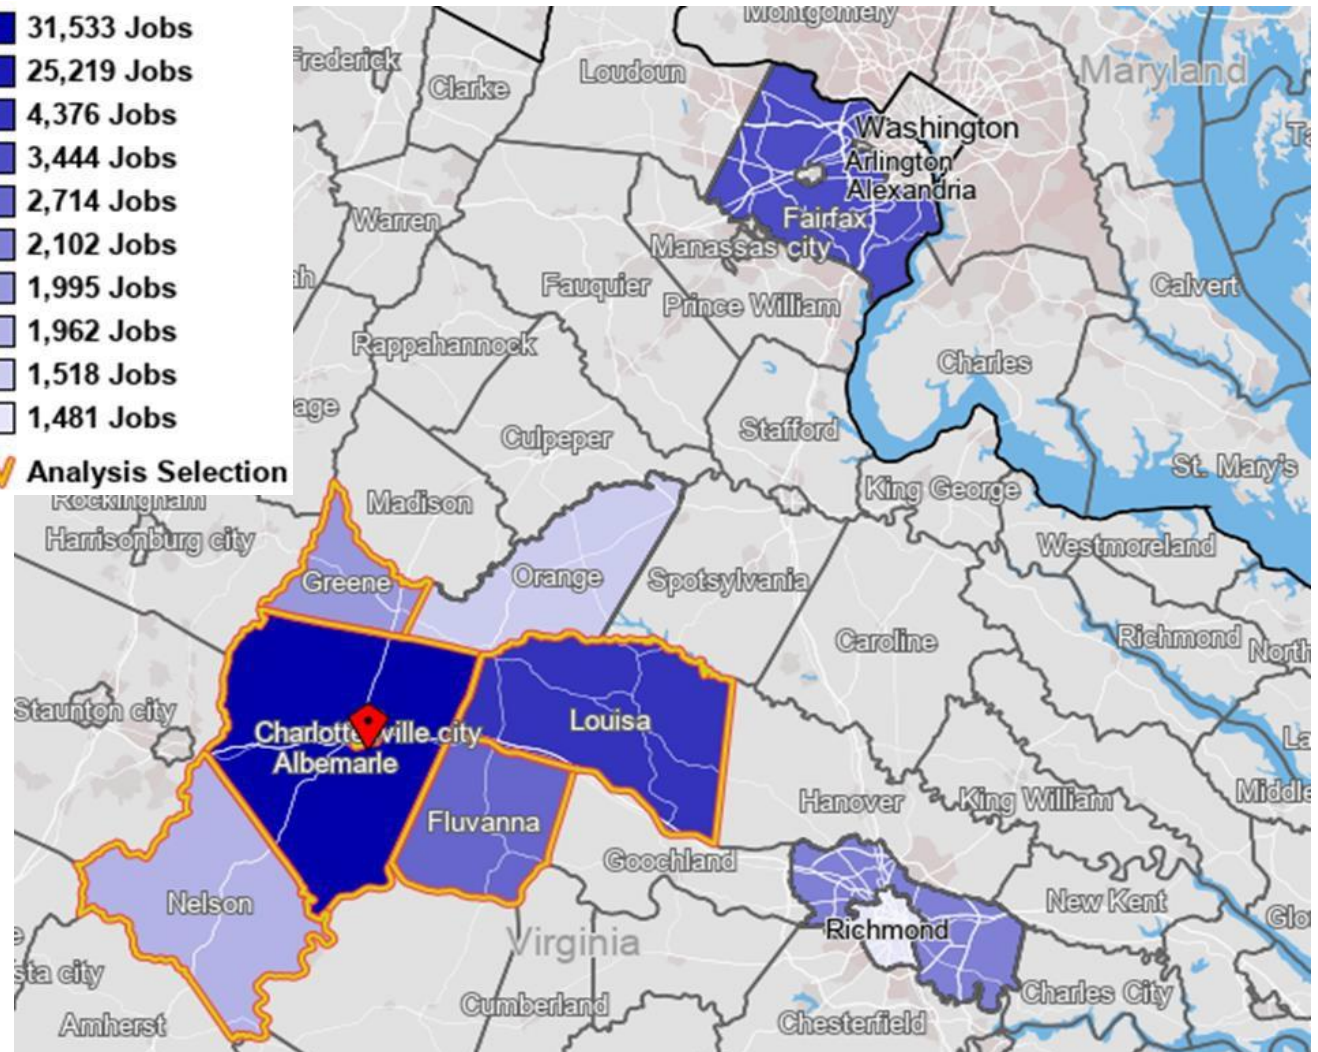 31,533 Jobs
25,219 Jobs
4,376 Jobs
3,444 Jobs
2,714 Jobs
2,102 Jobs
1,995 Jobs
1,962 Jobs
1,518 Jobs
1,481 Jobs
Analysis Selection
Montgomery
Frederick
Clarke
Loudoun
Maryland
Washington
Arlington
Alexandria
Warren
Fairfax
Manassas city
Fauquier
Prince William
Calvert
Rappahannock
Charles
Culpeper
Stafford
St. Mary's
King George
Rockingham
Madison
Harrisonburg city
Westmoreland
Greene
Orange
Spotsylvania
Caroline
Richmond
North
Staunton city
Louisa
Charlottesville city
Albemarle
Hanover
King William
Middle
Fluvanna
Goochland
Nelson
New Kent
Glo
Richmond
Virginia
sta city
Cumberland
Charles City
Amherst
Chesterfield